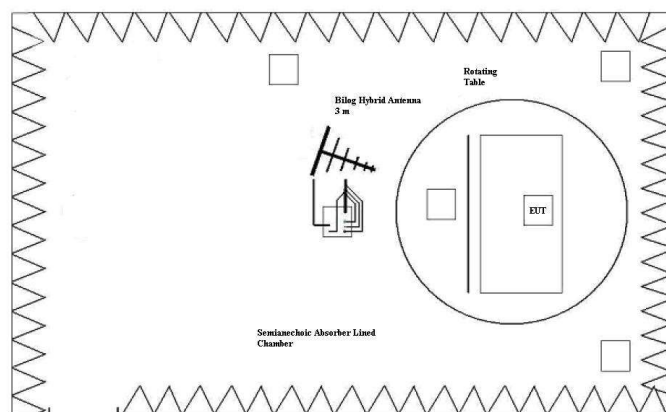 Rotating
Table
Bilog Hybrid Antenna
3 m
EUT
Semianechoic Absorber Lined
Chamber